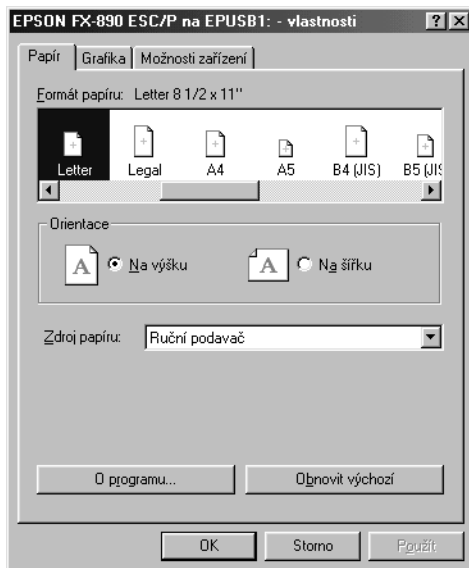 EPSON FX-890 ESC/P na EPUSB1: - vlastnosti
Papír Grafika Možnosti zařízení
Formát papíru: Letter 8 1/2 x 11"
Letter Legal A4 A5 B4 (JIS) B5 (JIS
Orientace
A Na výšku A Na šířku
Zdroj papíru: Ruční podavač
O programu... Obnovit výchozí
OK Storno Použít